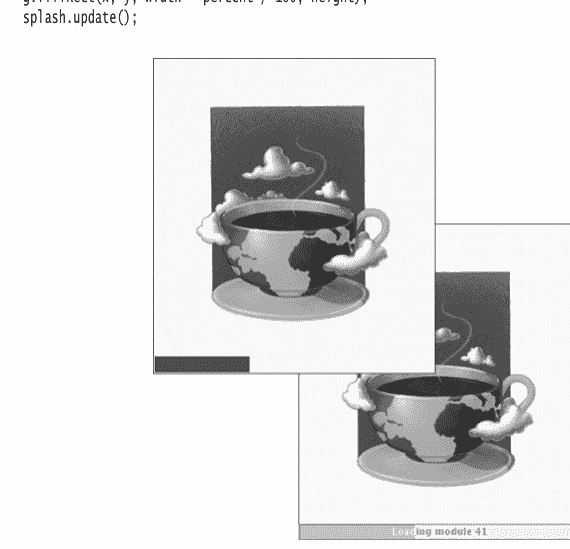 g.fillRect(x, y, width * percent / 100, height);
splash.update();
Loading module 41